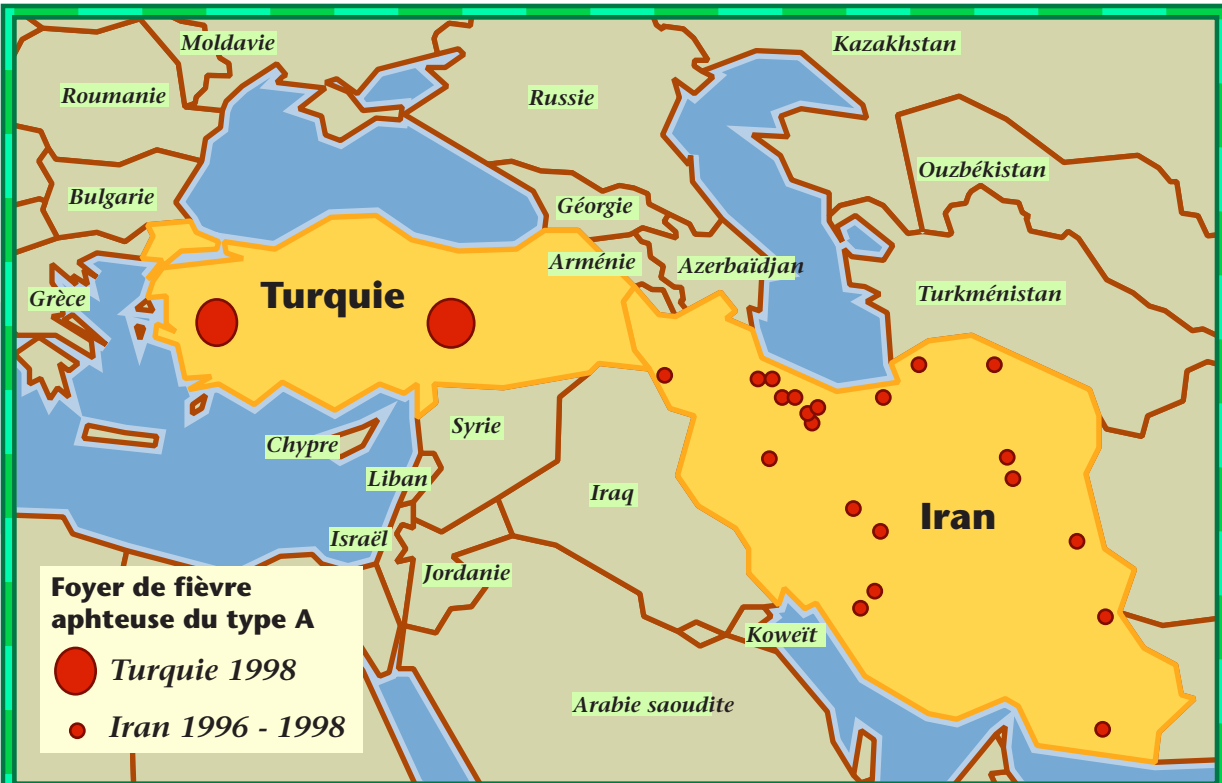 Moldavie
Kazakhstan
Roumanie
Russie
Ouzbékistan
Bulgarie
Géorgie
Arménie
Azerbaïdjan
Turquie
Grèce
Turkménistan
Syrie
Chypre
Liban
Iraq
Iran
Israël
Jordanie
Foyer de fièvre
aphteuse du type A
Koweït
Turquie 1998
Arabie saoudite
Iran 1996 - 1998